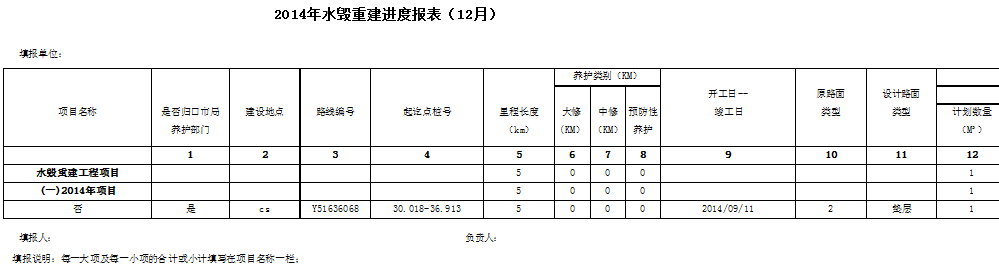 2014年水毁重建进度报表（12月）
填报单位:
养护类别（KM）
项目名称 是否归口市局养护部门 建设地点 路线编号 起讫点桩号 里程长度（km） 大修（KM） 中修（KM） 预防性养护 开工日--竣工日 原路面类型 设计路面类型 计划数量（M²）
1 2 3 4 5 6 7 8 9 10 11 12
水毁重建工程项目 5 0 0 0 1
(一)2014年项目 5 0 0 0 1
否 是 cs Y51636068 30.018-36.913 5 0 0 0 2014/09/11 2 垫层 1
填报人: 负责人:
填报说明: 每一大项及每一小项的合计或小计填写在项目名称一栏;